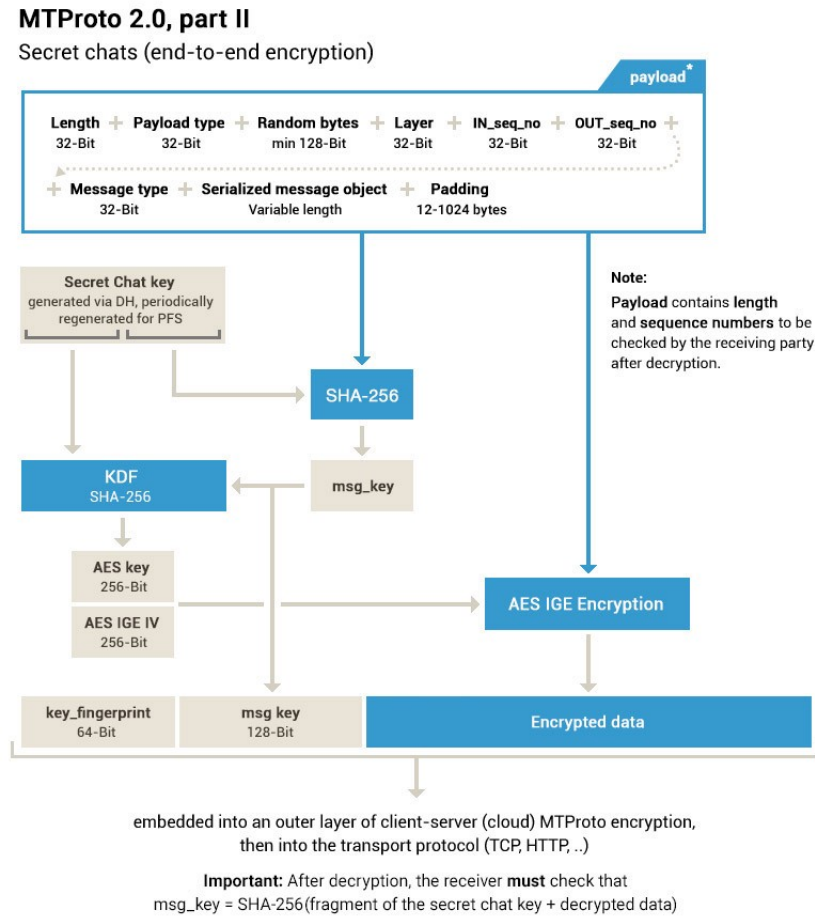 MTProto 2.0, part II
Secret chats (end-to-end encryption)
payload*
Length + Payload type + Random bytes + Layer + IN_seq_no + OUT_seq_no +
32-Bit 32-Bit min 128-Bit 32-Bit 32-Bit 32-Bit
+ Message type + Serialized message object + Padding
32-Bit Variable length 12-1024 bytes
Secret Chat key
generated via DH, periodically
regenerated for PFS
Note:
Payload contains length
and sequence numbers to be
checked by the receiving party
after decryption.
SHA-256
KDF
SHA-256
msg_key
AES key
256-Bit
AES IGE IV
256-Bit
AES IGE Encryption
key_fingerprint
64-Bit
msg key
128-Bit
Encrypted data
embedded into an outer layer of client-server (cloud) MTProto encryption,
then into the transport protocol (TCP, HTTP, ..)
Important: After decryption, the receiver must check that
msg_key = SHA-256(fragment of the secret chat key + decrypted data)